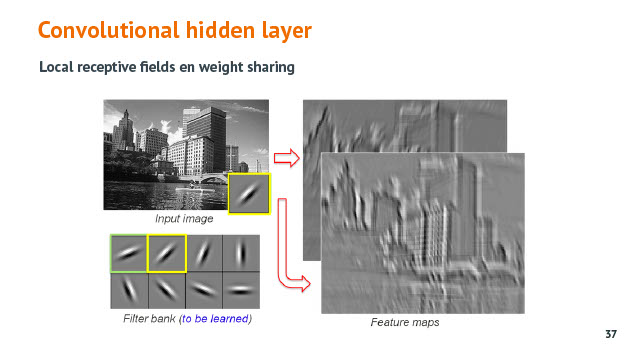 Convolutional hidden layer
Local receptive fields en weight sharing
Input image
Filter bank (to be learned)
Feature maps
37